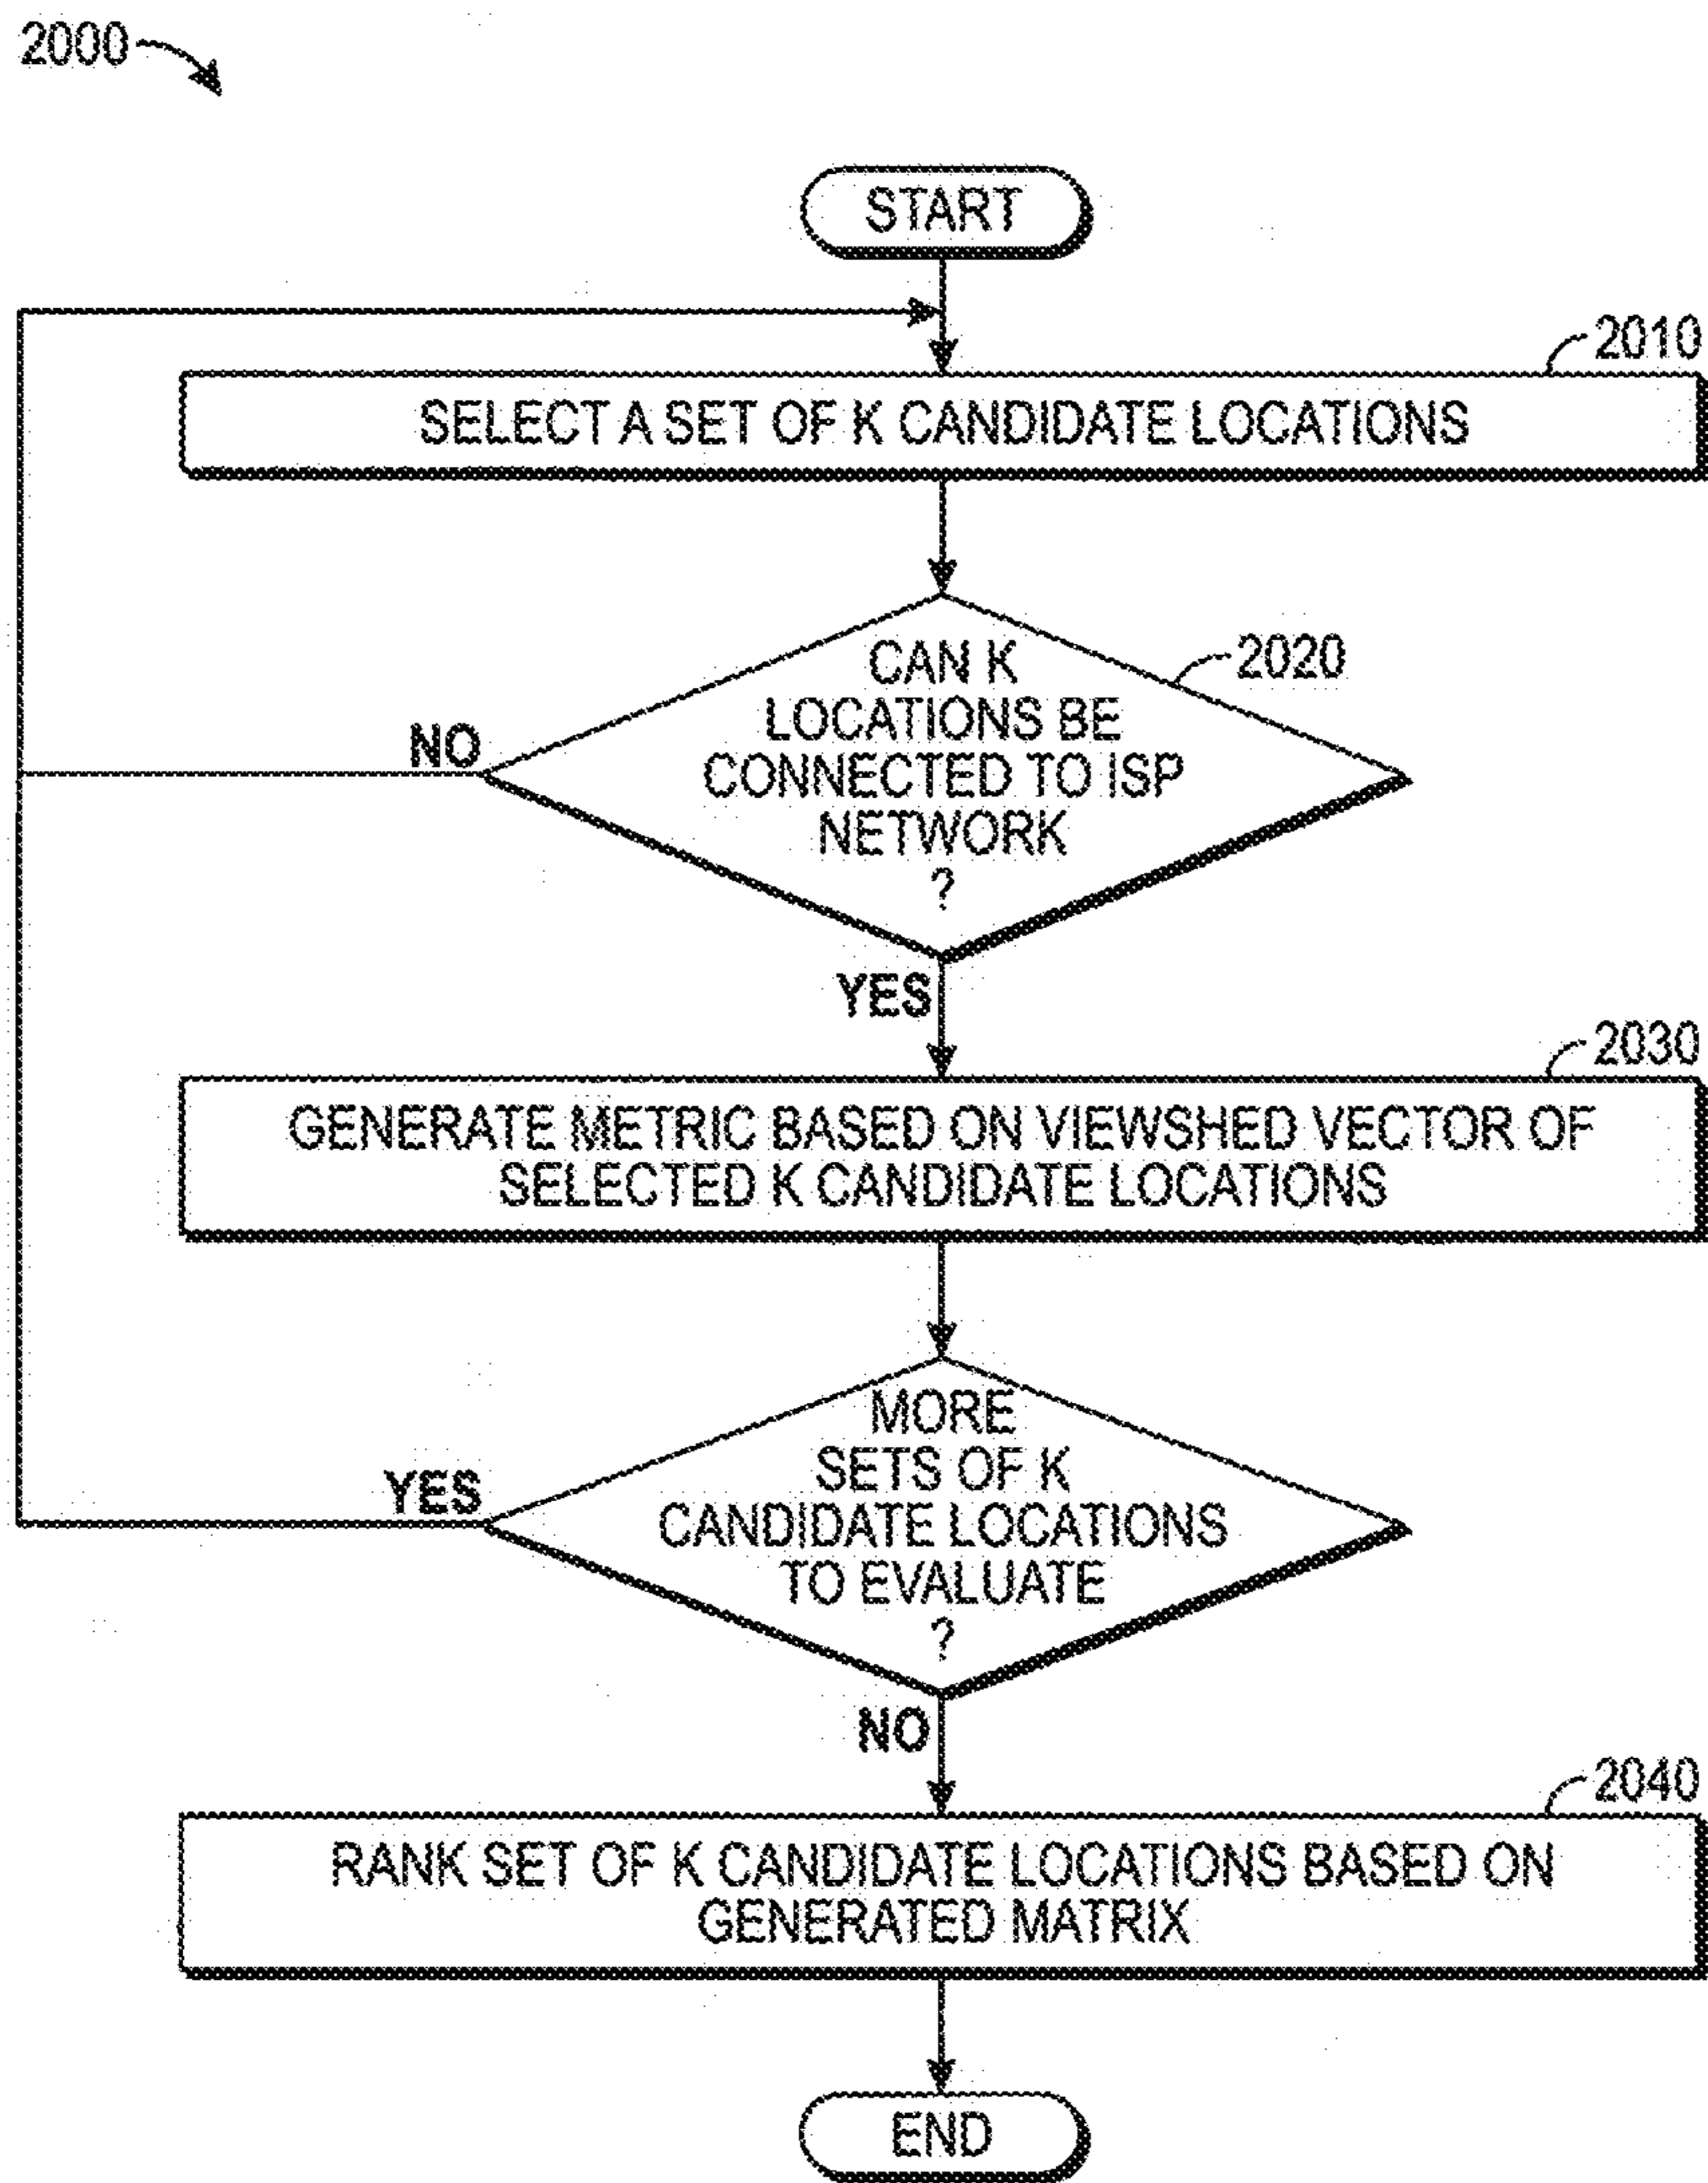 2000
START
2010
SELECT A SET OF K CANDIDATE LOCATIONS
CAN K
LOCATIONS BE
CONNECTED TO ISP
NETWORK
?
2020
NO
YES
2030
GENERATE METRIC BASED ON VIEWSHED VECTOR OF
SELECTED K CANDIDATE LOCATIONS
MORE
SETS OF K
CANDIDATE LOCATIONS
TO EVALUATE
?
YES
NO
2040
RANK SET OF K CANDIDATE LOCATIONS BASED ON
GENERATED MATRIX
END